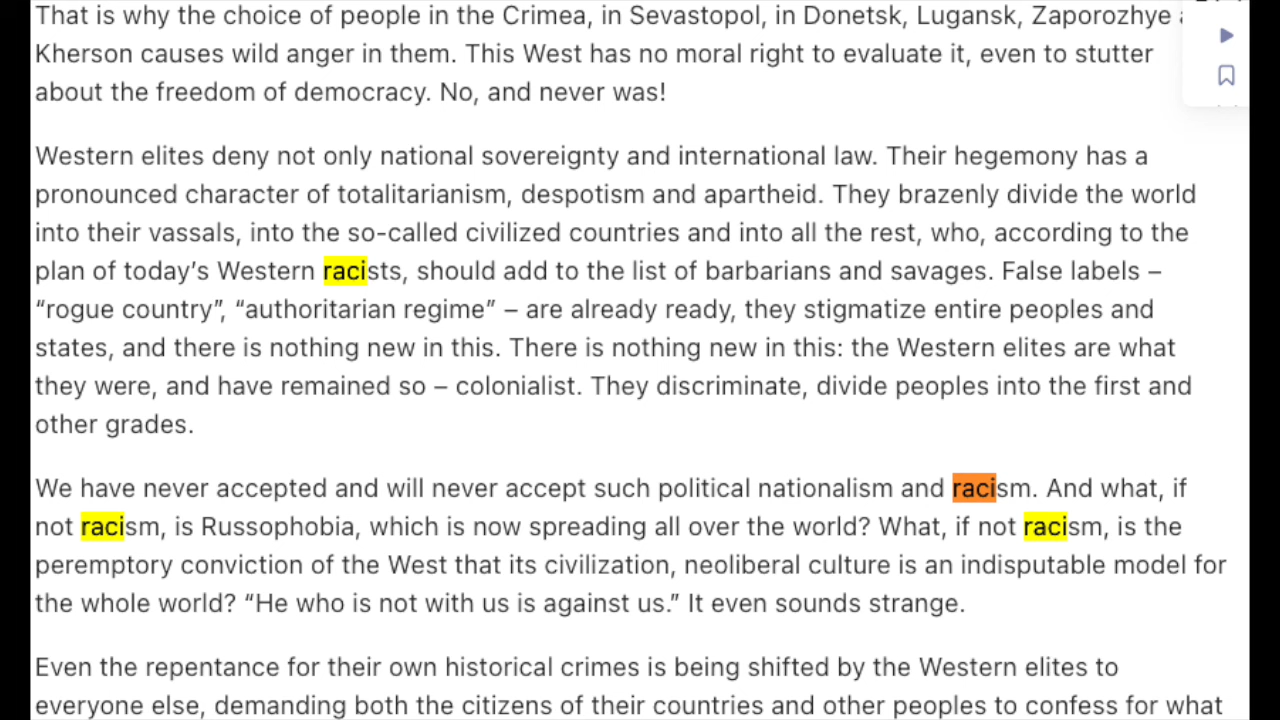 That is why the choice of people in the Crimea, in Sevastopol, in Donetsk, Lugansk, Zaporozhye
Kherson causes wild anger in them. This West has no moral right to evaluate it, even to stutter
about the freedom of democracy. No, and never was!
Western elites deny not only national sovereignty and international law. Their hegemony has a
pronounced character of totalitarianism, despotism and apartheid. They brazenly divide the world
into their vassals, into the so-called civilized countries and into all the rest, who, according to the
plan of today’s Western racists, should add to the list of barbarians and savages. False labels –
“rogue country”, “authoritarian regime” – are already ready, they stigmatize entire peoples and
states, and there is nothing new in this. There is nothing new in this: the Western elites are what
they were, and have remained so – colonialist. They discriminate, divide peoples into the first and
other grades.
We have never accepted and will never accept such political nationalism and racism. And what, if
not racism, is Russophobia, which is now spreading all over the world? What, if not racism, is the
peremptory conviction of the West that its civilization, neoliberal culture is an indisputable model for
the whole world? “He who is not with us is against us.” It even sounds strange.
Even the repentance for their own historical crimes is being shifted by the Western elites to
everyone else, demanding both the citizens of their countries and other peoples to confess for what